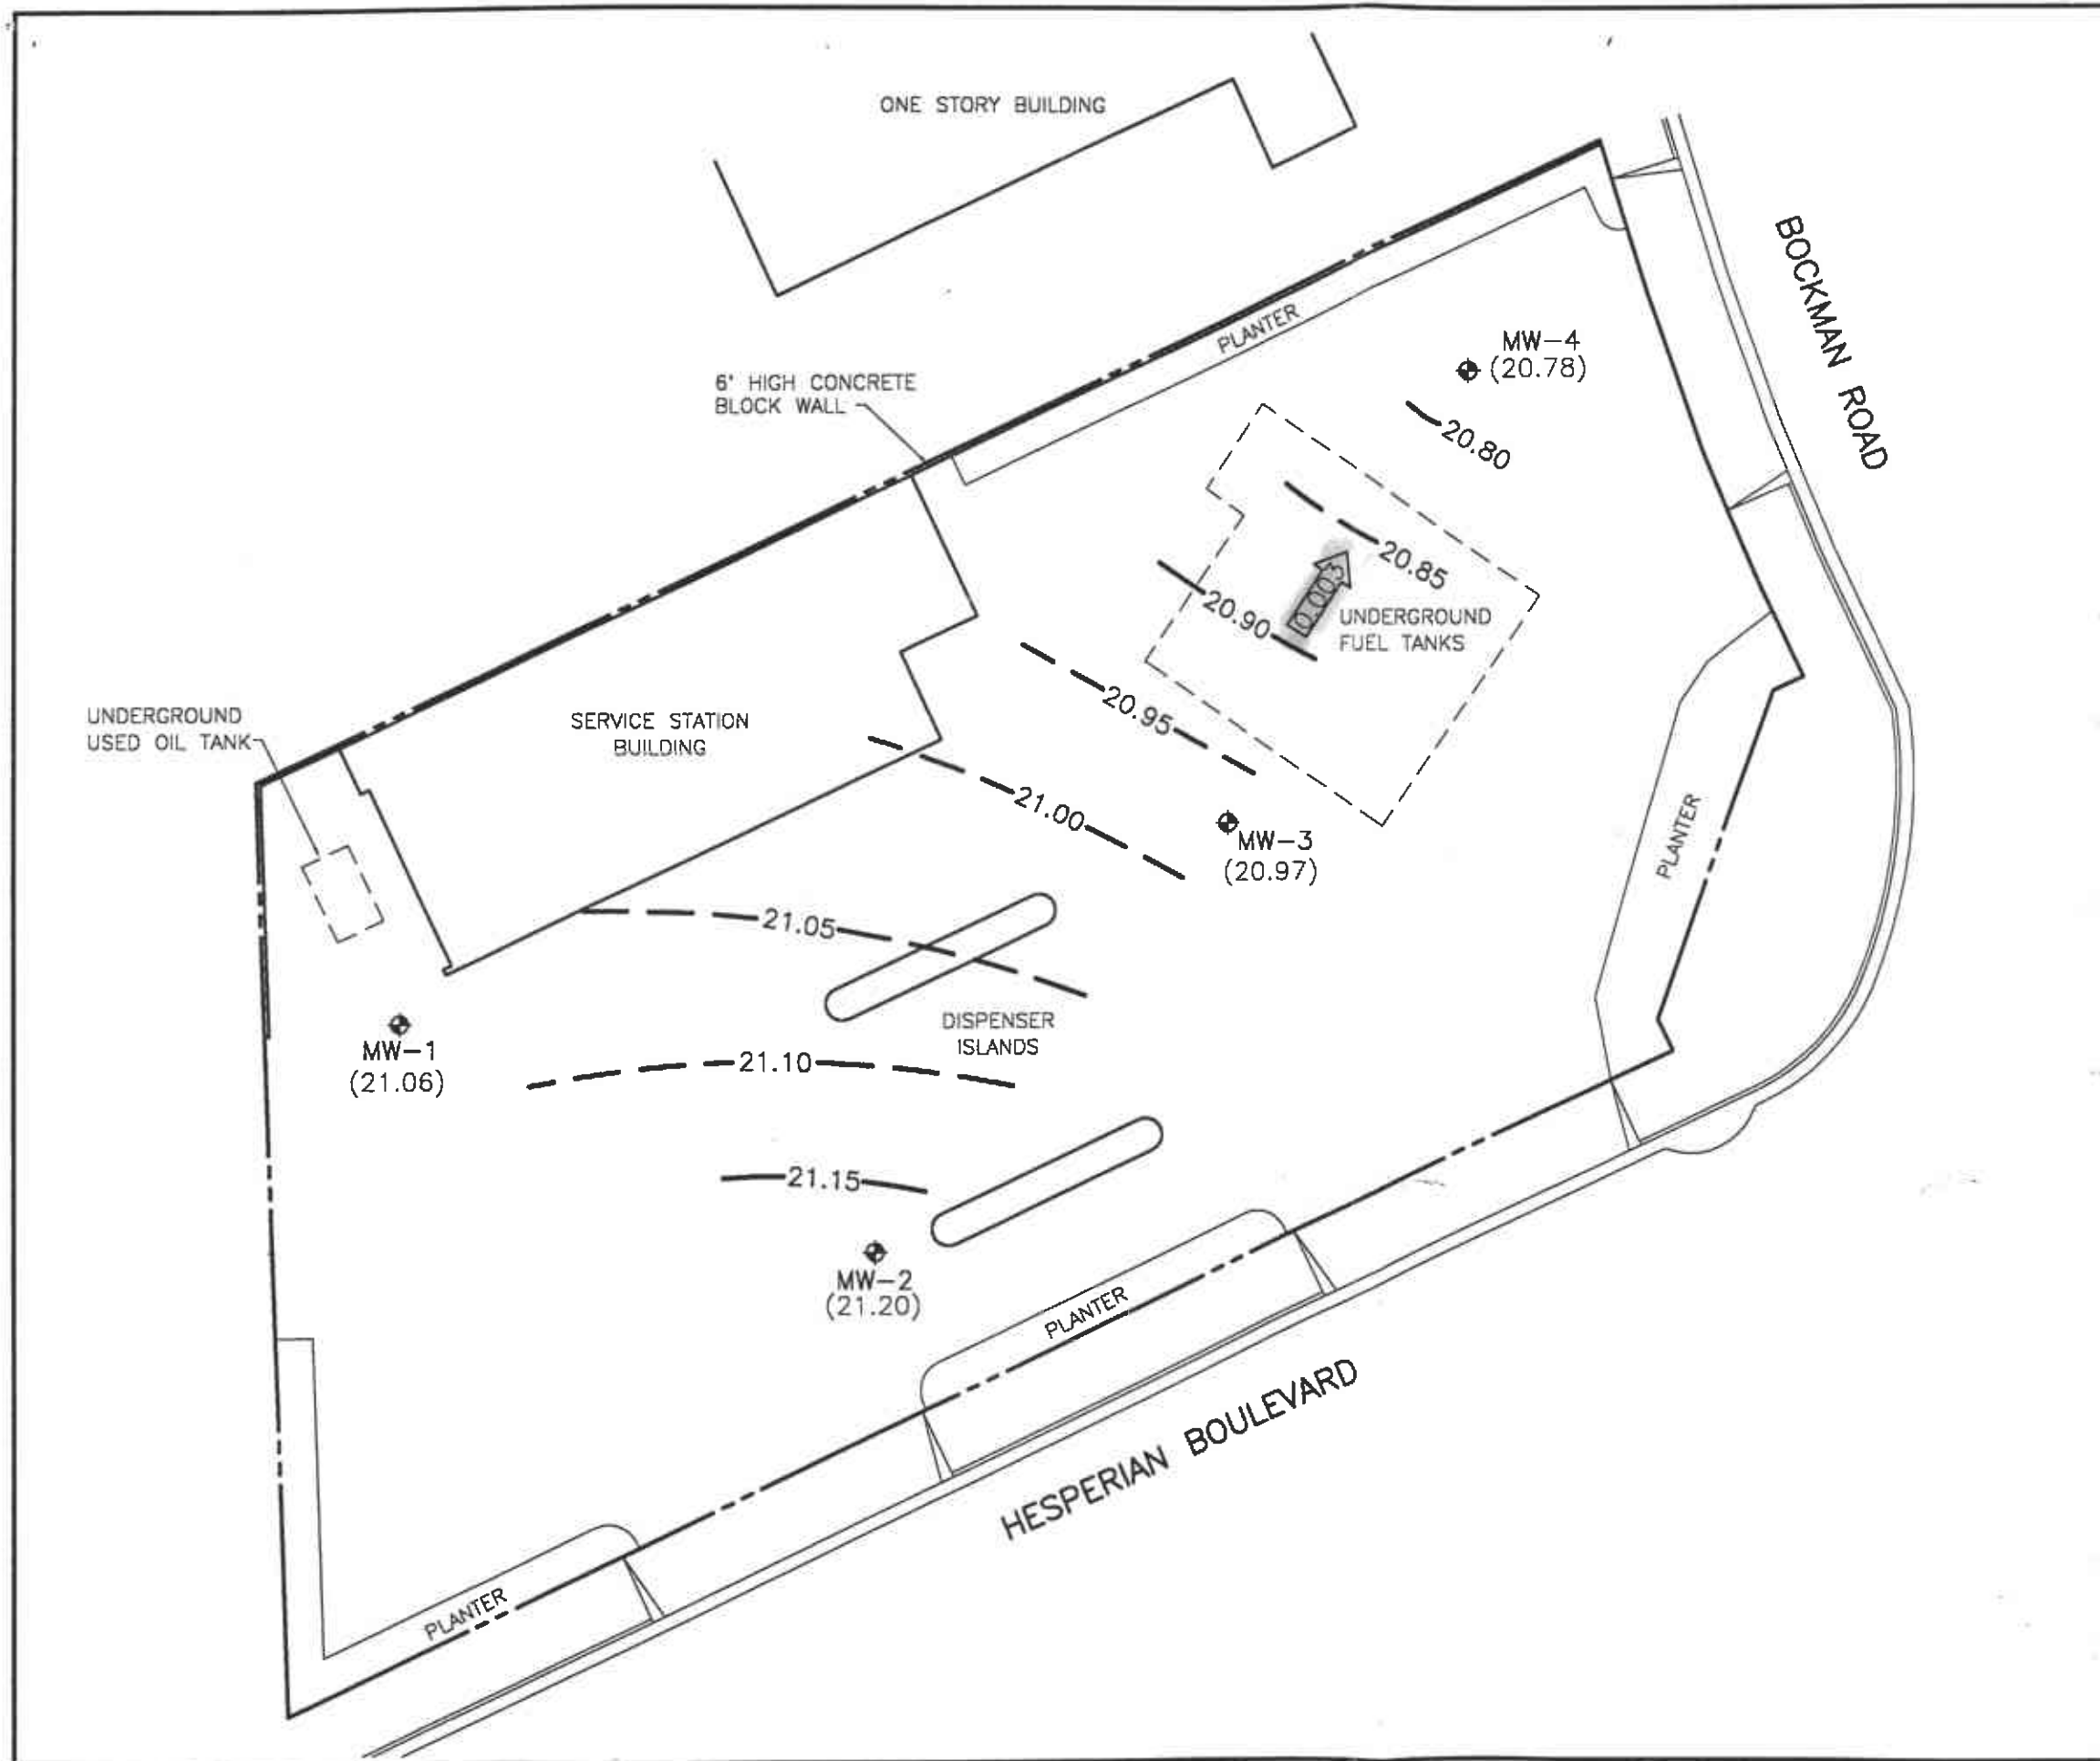 ONE STORY BUILDING
BOCKMAN ROAD
PLANTER
MW-4
(20.78)
6' HIGH CONCRETE
BLOCK WALL
20.80
20.85
0.003
20.90
UNDERGROUND
FUEL TANKS
20.95
UNDERGROUND
USED OIL TANK
SERVICE STATION
BUILDING
21.00
MW-3
(20.97)
PLANTER
21.05
DISPENSER
ISLANDS
MW-1
(21.06)
21.10
21.15
MW-2
(21.20)
PLANTER
HESPERIAN BOULEVARD
PLANTER